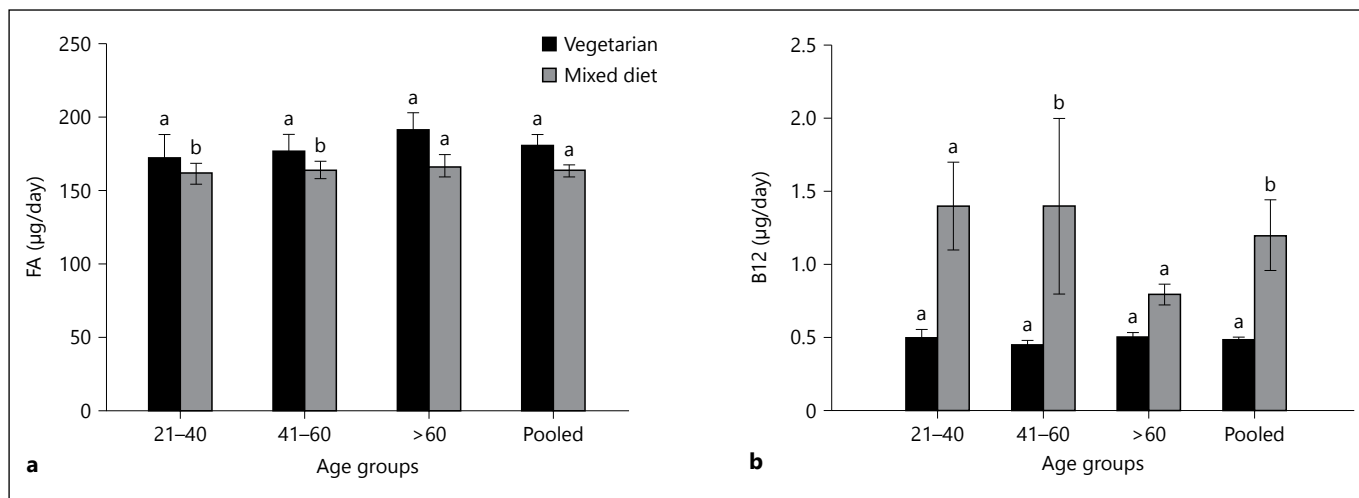 250
200
150
100
50
0
FA (µg/day)
Vegetarian
Mixed diet
a
b
a
b
a
a
a
a
21–40
41–60
>60
Pooled
Age groups
a
2.5
2.0
1.5
1.0
0.5
0
B12 (µg/day)
a
a
a
b
a
a
a
b
21–40
41–60
>60
Pooled
Age groups
b